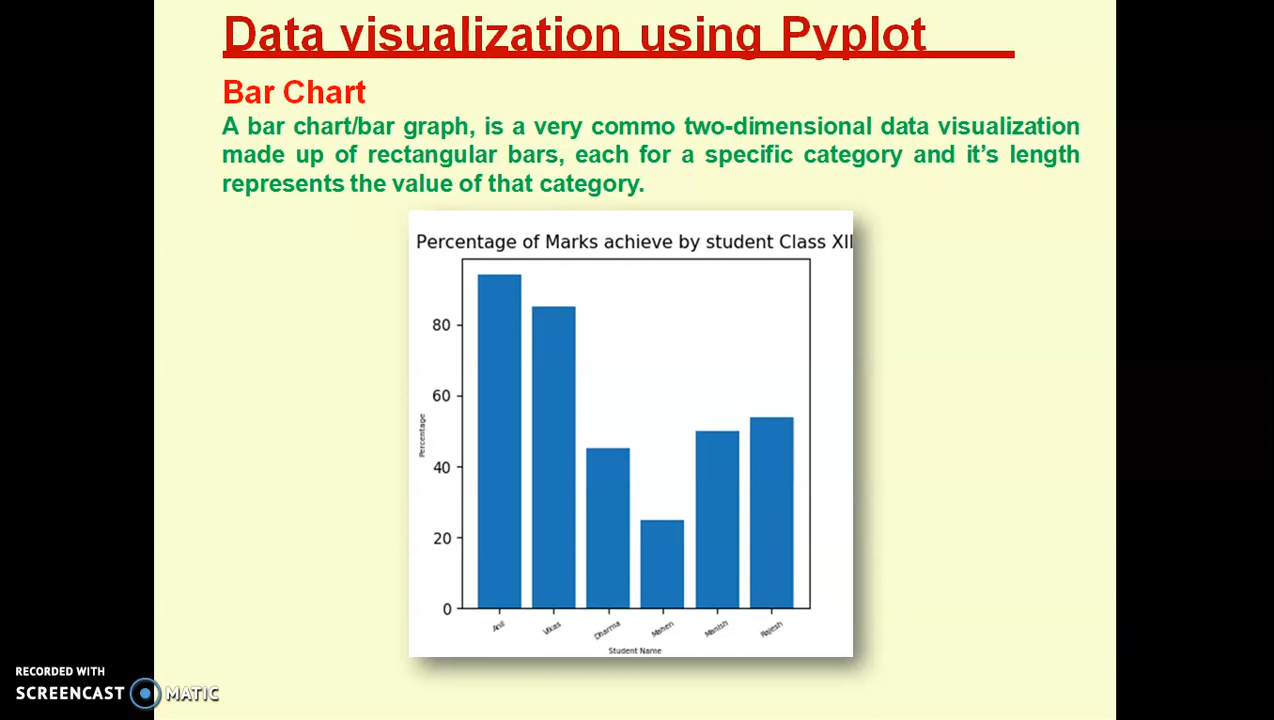 Data visualization using Pyplot
Bar Chart
A bar chart/bar graph, is a very commo two-dimensional data visualization
made up of rectangular bars, each for a specific category and it’s length
represents the value of that category.
Percentage of Marks achieve by student Class XII
80
60
40
20
0
Percentage
Anil
Vikas
Dharma
Mahen
Manish
Rajesh
Student Name
RECORDED WITH
SCREENCAST MATIC